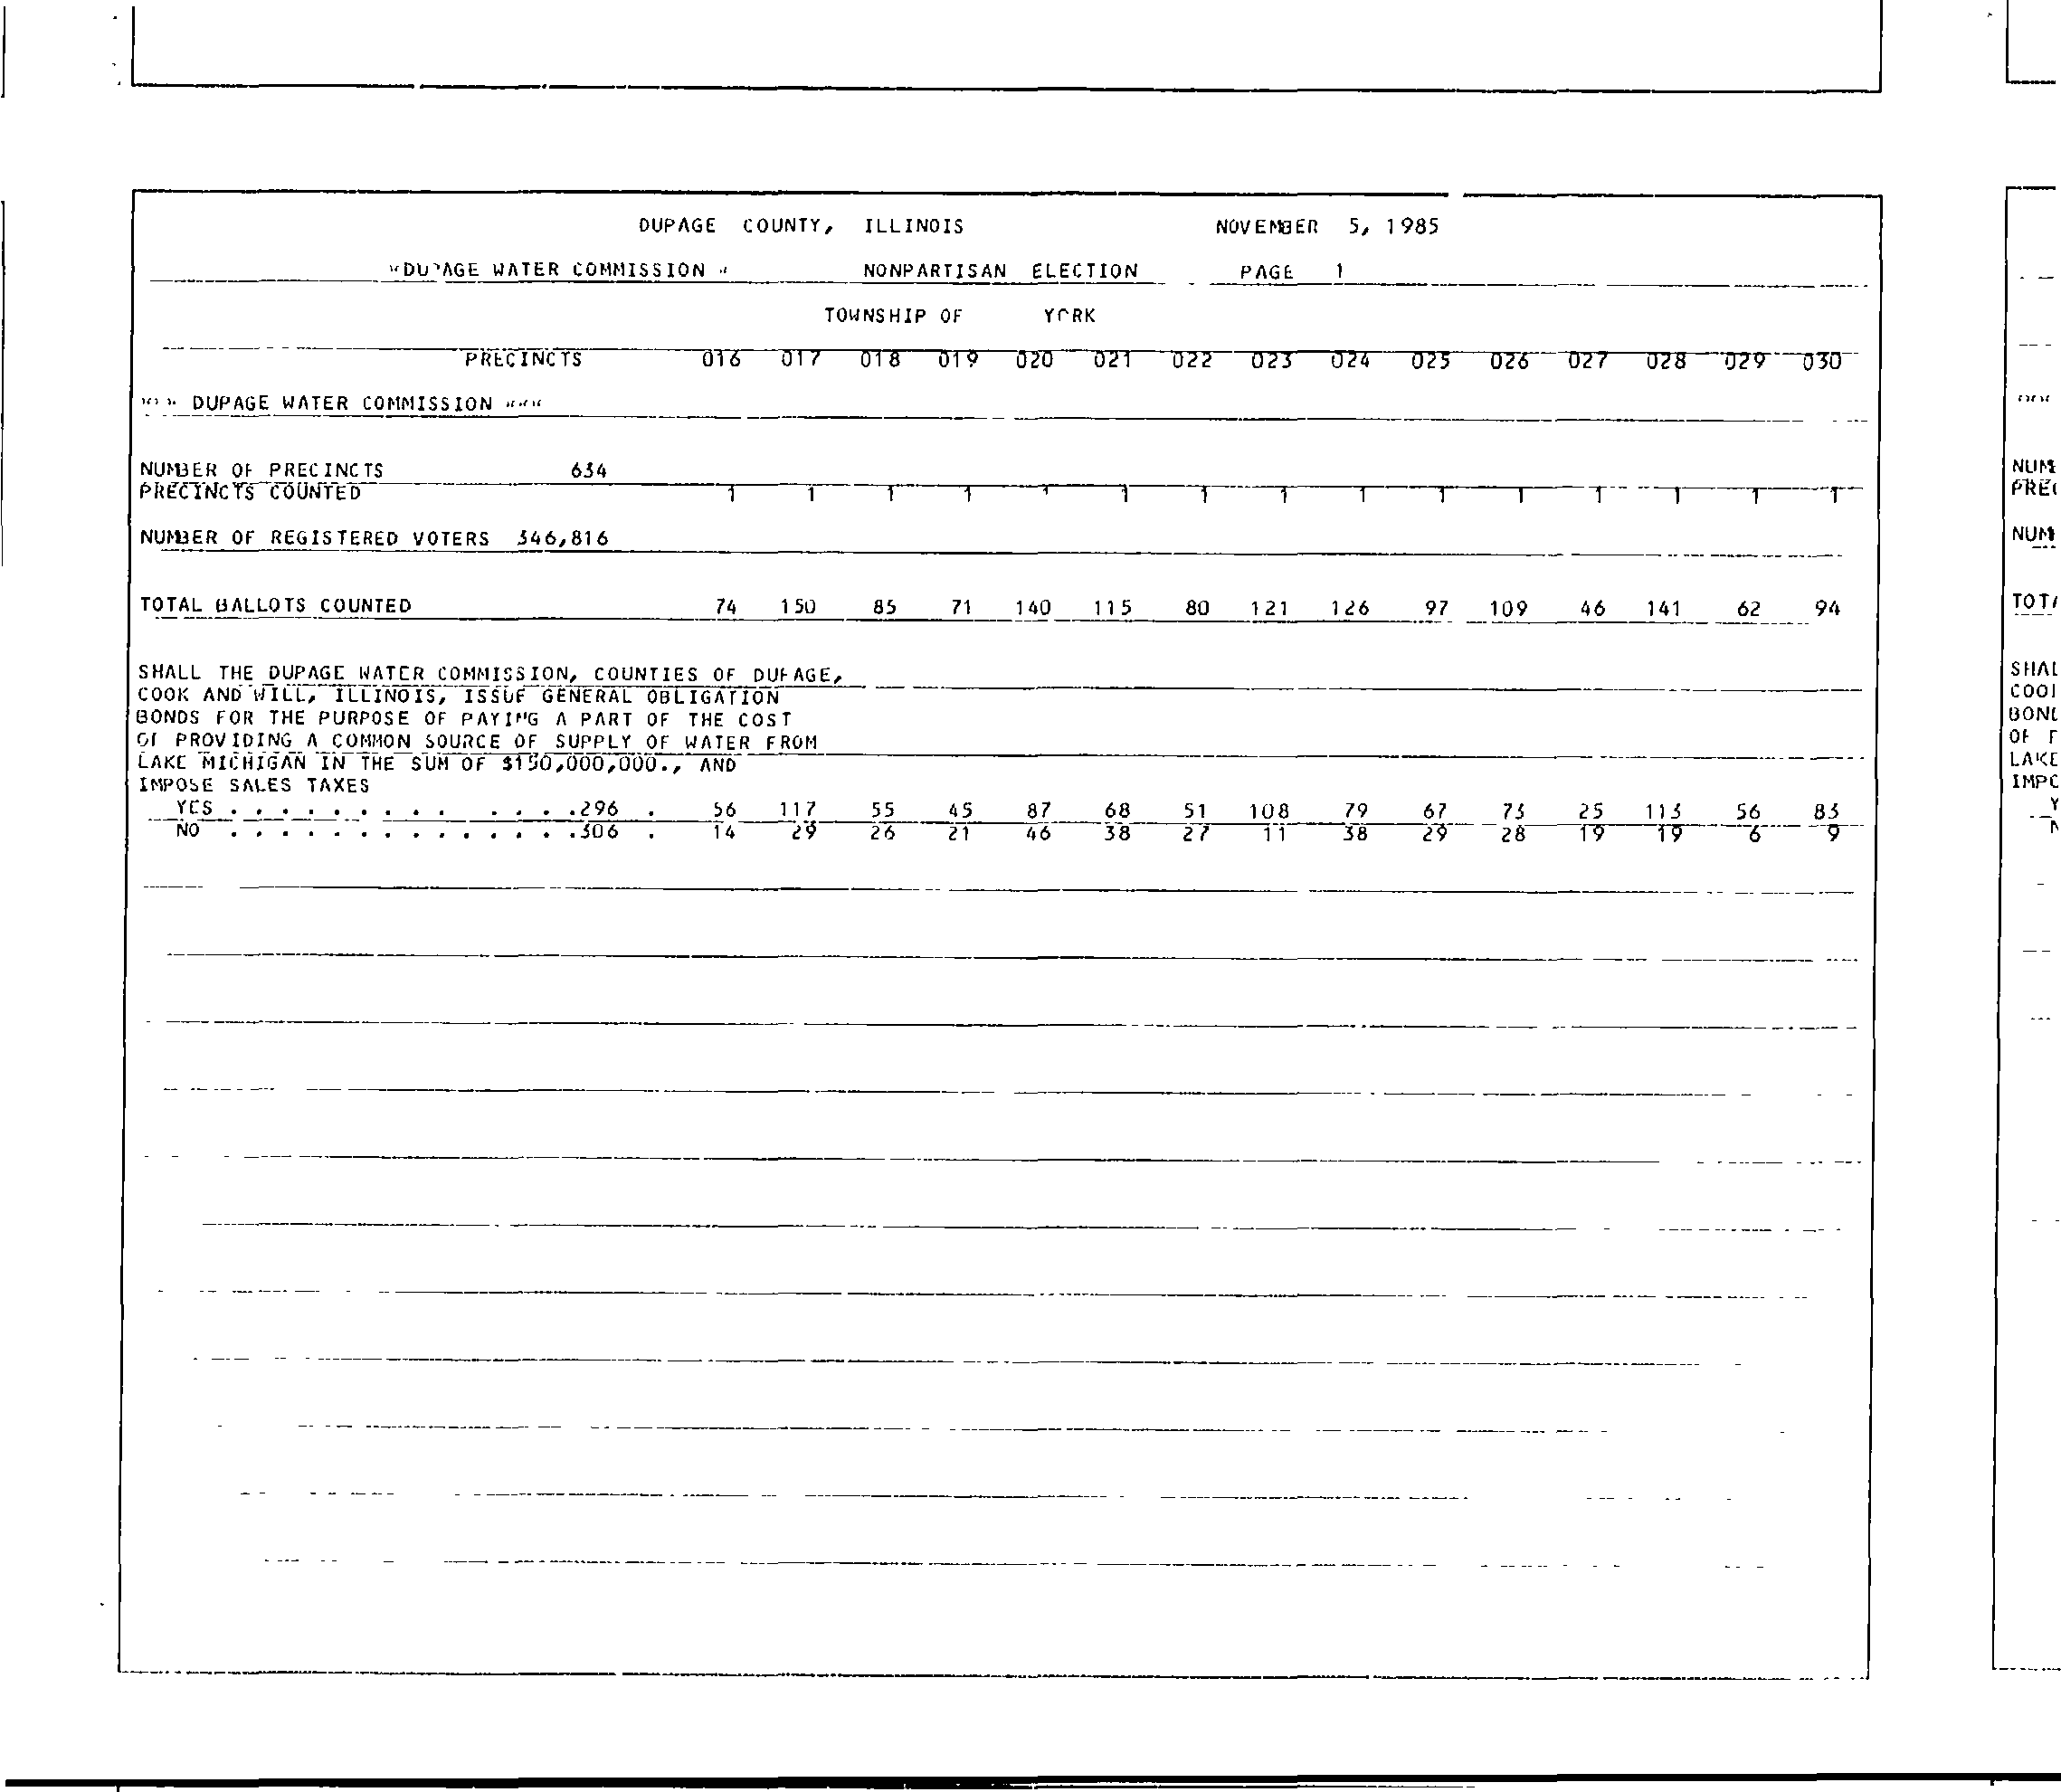 DUPAGE COUNTY, ILLINOIS NOVEMBER 5, 1985
DUPAGE WATER COMMISSION NONPARTISAN ELECTION PAGE 1
TOWNSHIP OF YORK
PRECINCTS 016 017 018 019 020 021 022 023 024 025 026 027 028 029 030
DUPAGE WATER COMMISSION
NUMBER OF PRECINCTS 634
PRECINCTS COUNTED 1 1 1 1 1 1 1 1 1 1 1 1 1 1 1
NUMBER OF REGISTERED VOTERS 346,816
TOTAL BALLOTS COUNTED 74 150 85 71 140 115 80 121 126 97 109 46 141 62 94
SHALL THE DUPAGE WATER COMMISSION, COUNTIES OF DUPAGE,
COOK AND WILL, ILLINOIS, ISSUE GENERAL OBLIGATION
BONDS FOR THE PURPOSE OF PAYING A PART OF THE COST
OF PROVIDING A COMMON SOURCE OF SUPPLY OF WATER FROM
LAKE MICHIGAN IN THE SUM OF $150,000,000., AND
IMPOSE SALES TAXES
YES . . . . . . . . . . . . .296 . 56 117 55 45 87 68 51 108 79 67 73 25 113 56 83
NO . . . . . . . . . . . . . .306 . 14 29 26 21 46 38 27 11 38 29 28 19 19 6 9